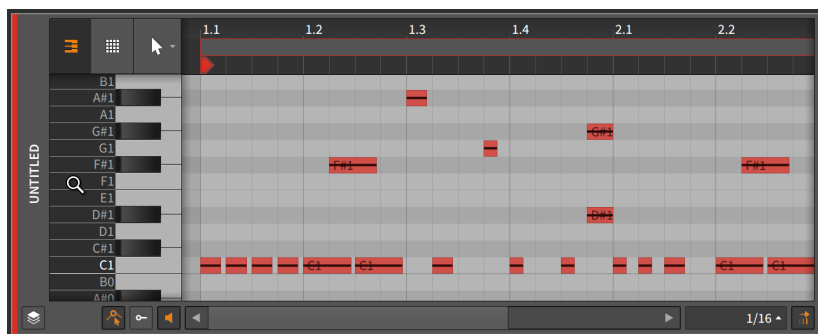 1.1 1.2 1.3 1.4 2.1 2.2
B1
A#1
A1
G#1 G#1
G1
F#1 F#1 F#1
F1
E1
D#1 D#1
D1
C#1
C1 C1 C1 C1 C1
B0
A#0
UNTITLED
1/16